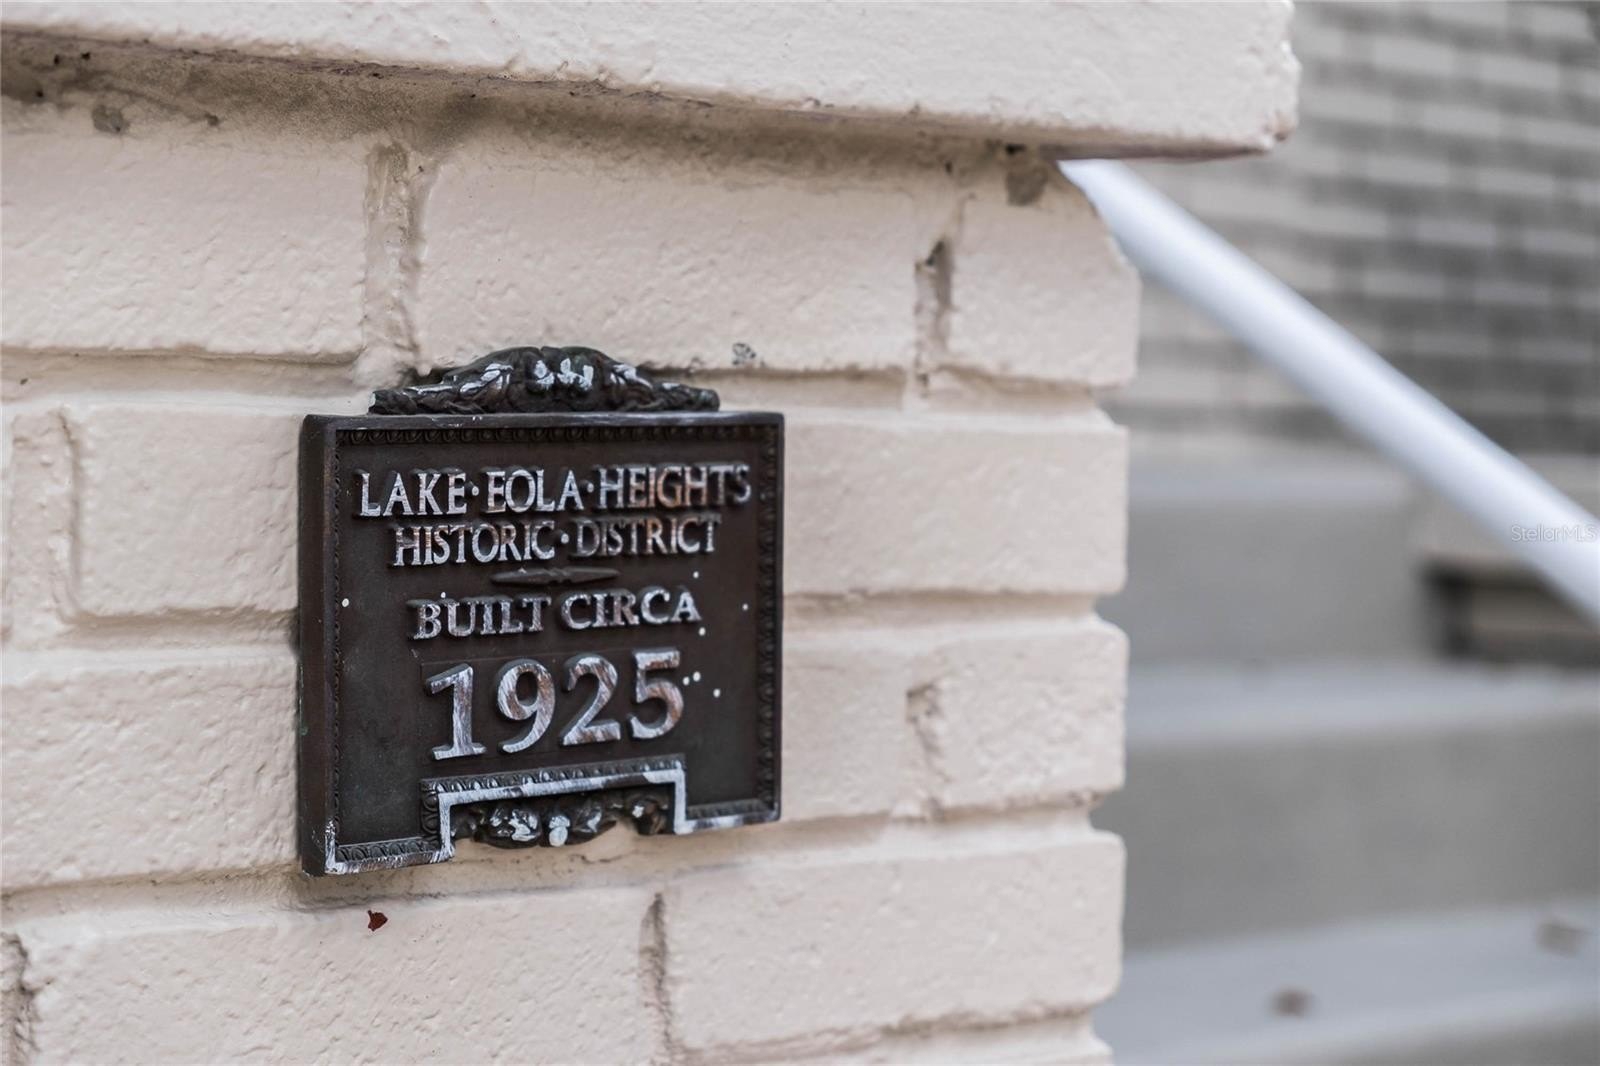 LAKE·EOLA·HEIGHTS
HISTORIC·DISTRICT
BUILT CIRCA
1925
StellarMLS